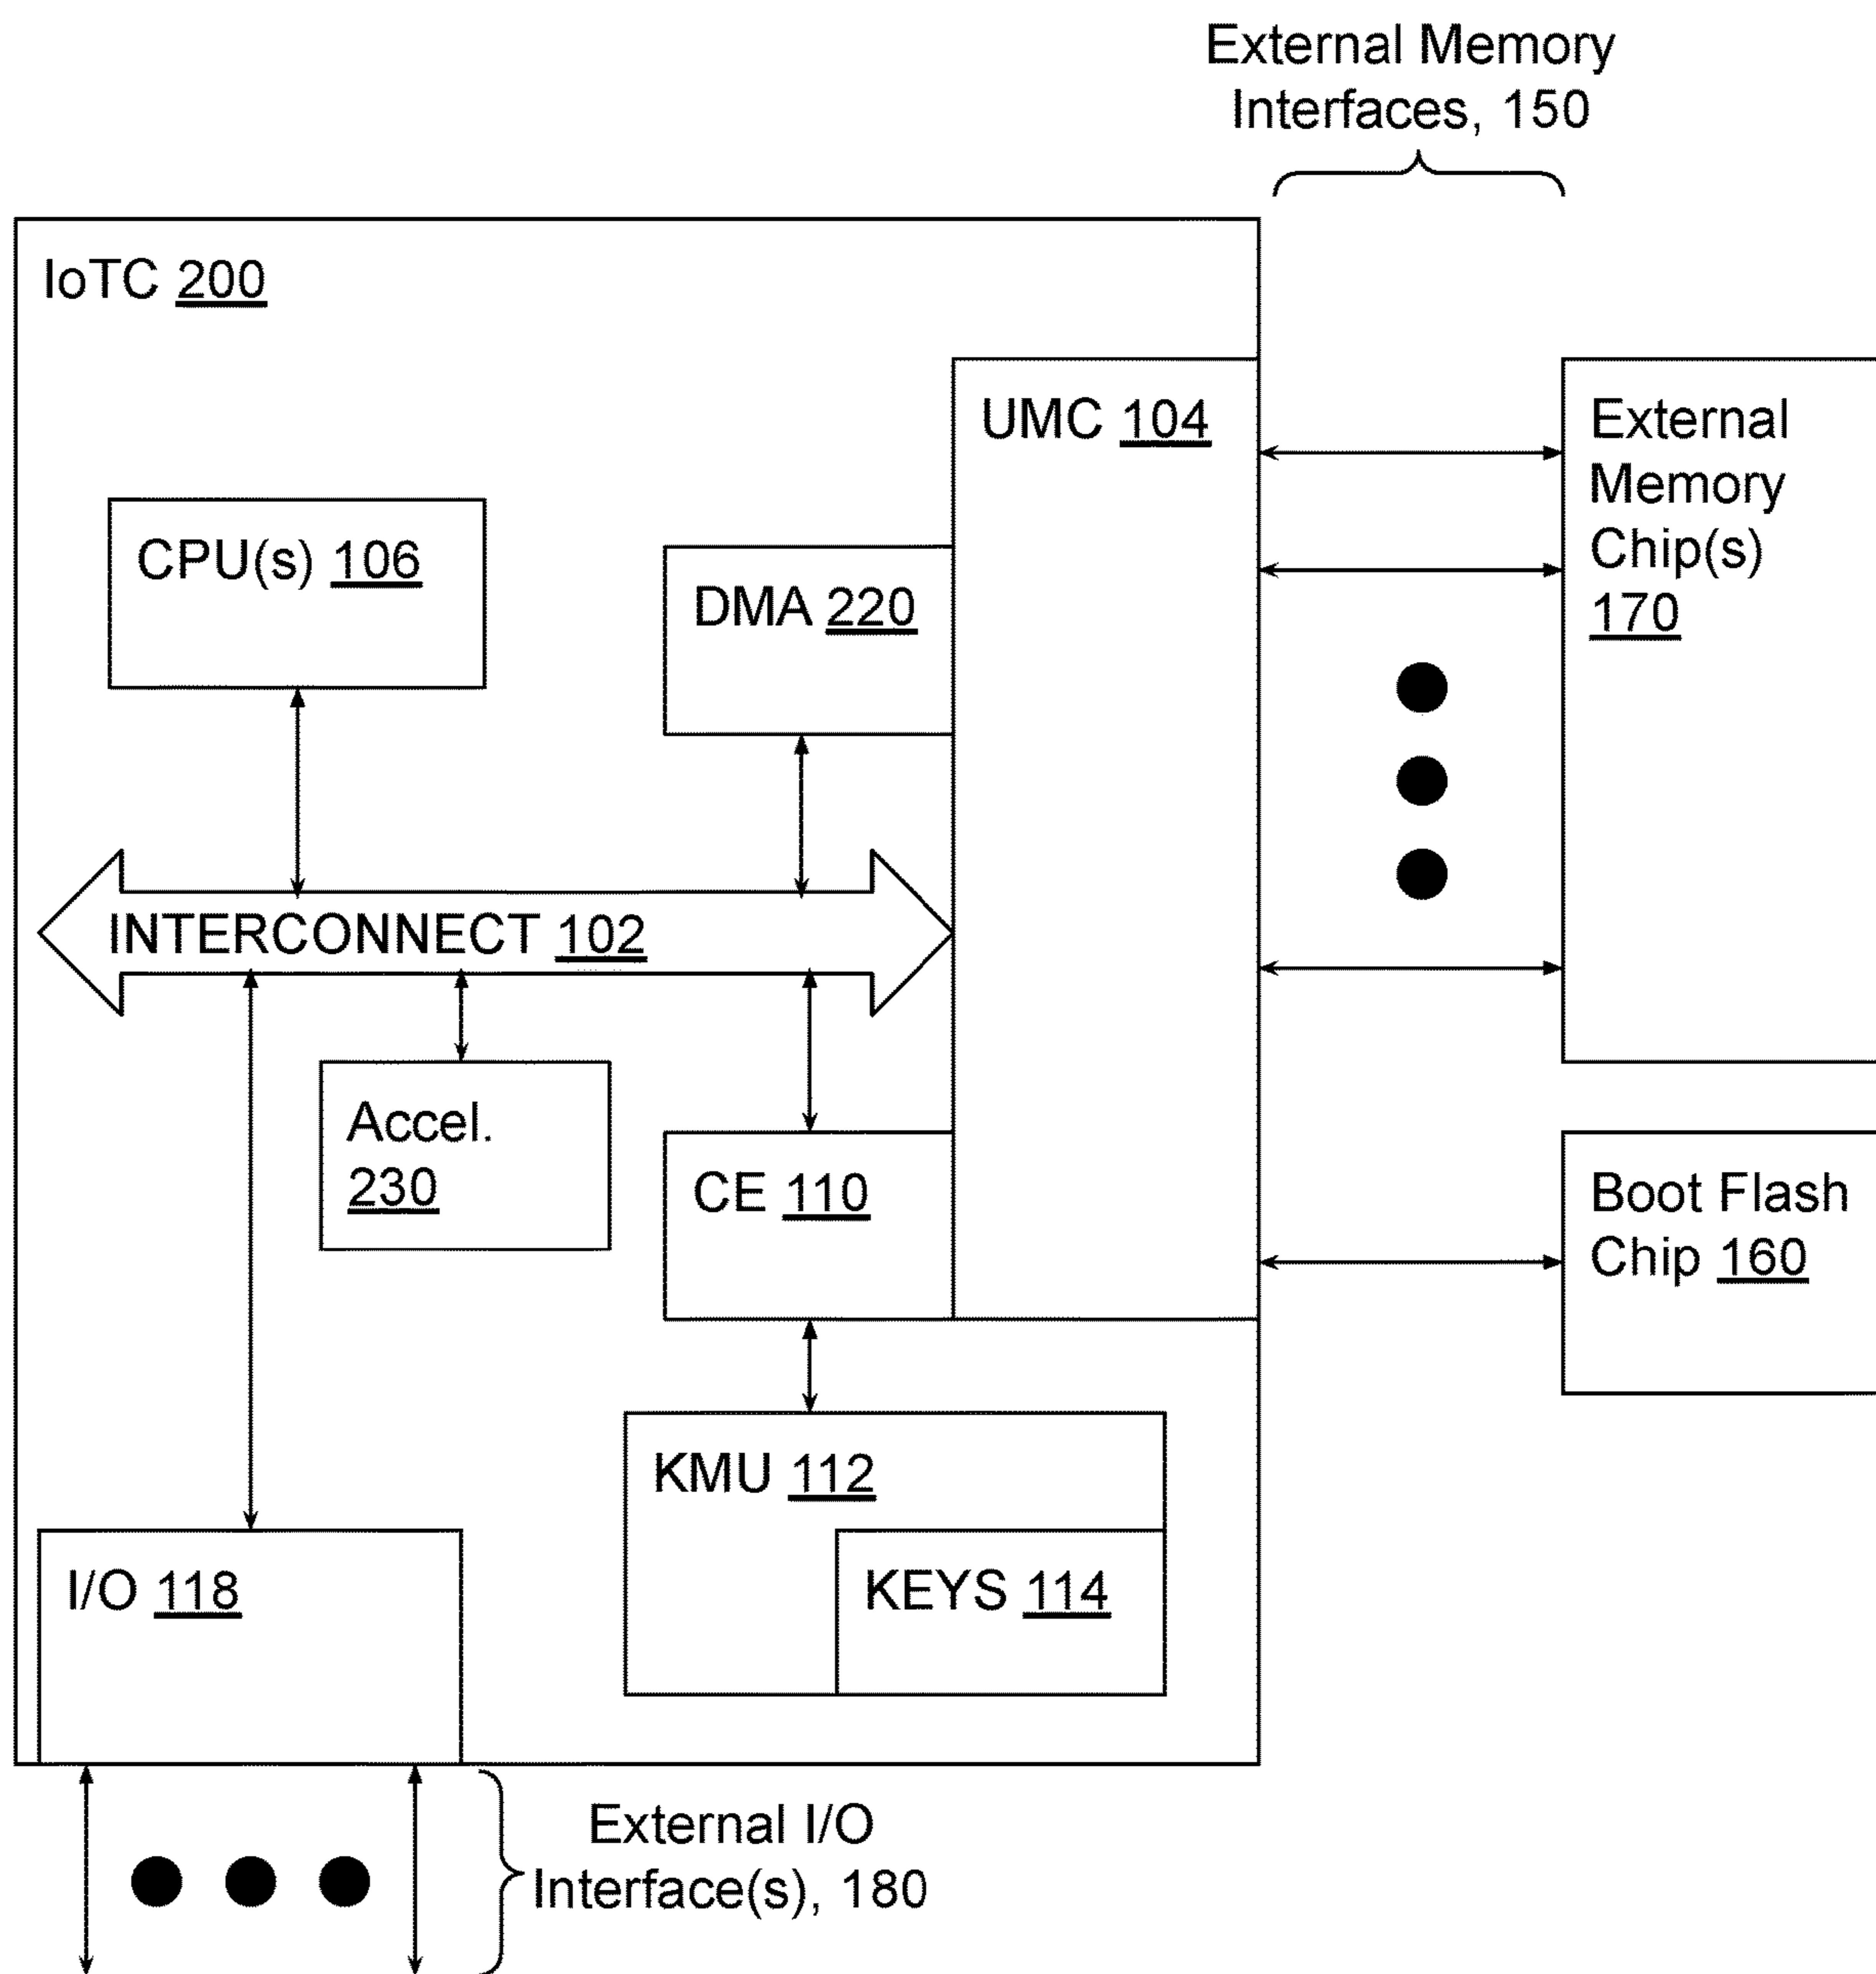 External Memory
Interfaces, 150
IoTC 200
UMC 104
External
Memory
Chip(s)
170
CPU(s) 106
DMA 220
INTERCONNECT 102
Accel.
230
CE 110
Boot Flash
Chip 160
KMU 112
I/O 118
KEYS 114
External I/O
Interface(s), 180